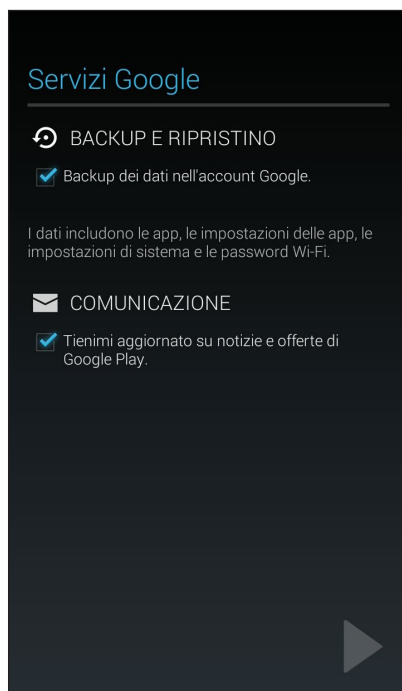 Servizi Google
BACKUP E RIPRISTINO
Backup dei dati nell'account Google.
I dati includono le app, le impostazioni delle app, le
impostazioni di sistema e le password Wi-Fi.
COMUNICAZIONE
Tienimi aggiornato su notizie e offerte di
Google Play.